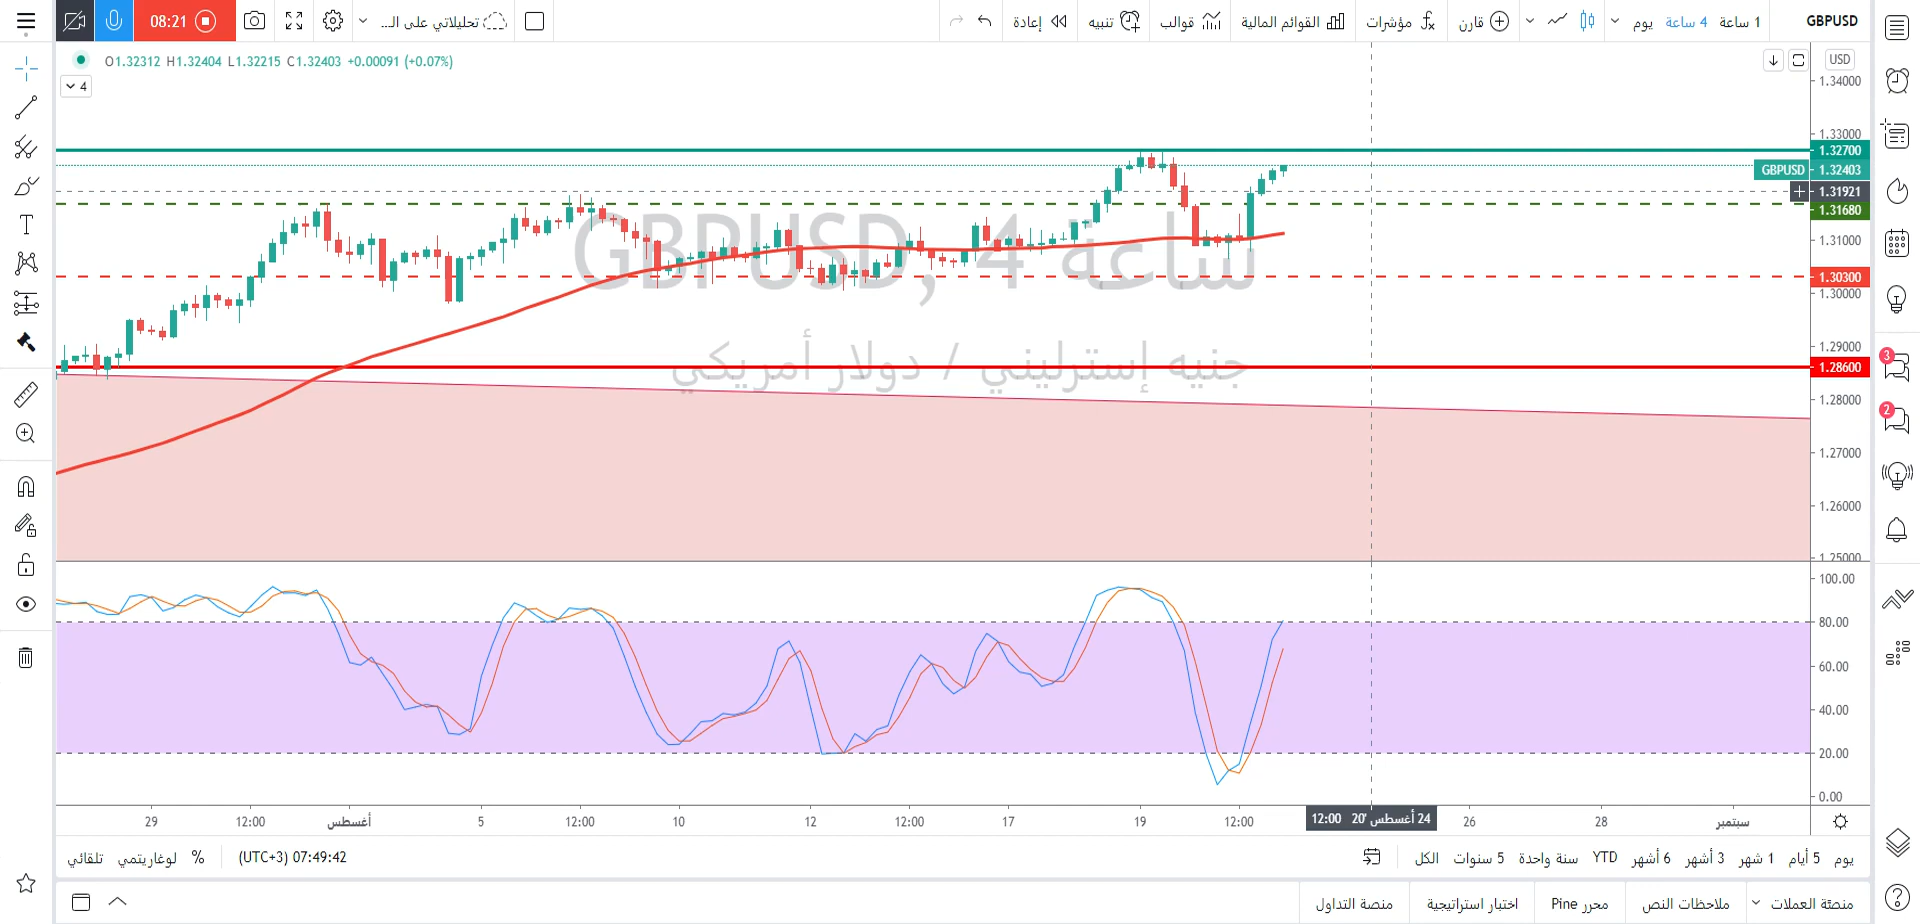 08:21
تحليلاتي على الـ...
إعادة
تنبيه
قوالب
القوائم المالية
مؤشرات
قارن
يوم
4 ساعة
1 ساعة
GBPUSD
O1.32312 H1.32404 L1.32215 C1.32403 +0.00091 (+0.07%)
4
USD
1.34000
1.33000
1.32700
GBPUSD 1.32403
1.31921
1.31680
1.31000
1.30300
1.30000
1.29000
1.28600
1.28000
1.27000
1.26000
1.25000
GBPUSD, 4 ساعة
جنيه إسترليني / دولار أمريكي
3
2
100.00
80.00
60.00
40.00
20.00
0.00
29
12:00
أغسطس
5
12:00
10
12
12:00
17
19
12:00
24 أغسطس '20 12:00
26
28
سبتمبر
تلقائي
لوغاريتمي
%
07:49:42 (UTC+3)
الكل
5 سنوات
سنة واحدة
YTD
6 أشهر
3 أشهر
1 شهر
5 أيام
يوم
منصة التداول
اختبار استراتيجية
محرر Pine
ملاحظات النص
منصّة العملات